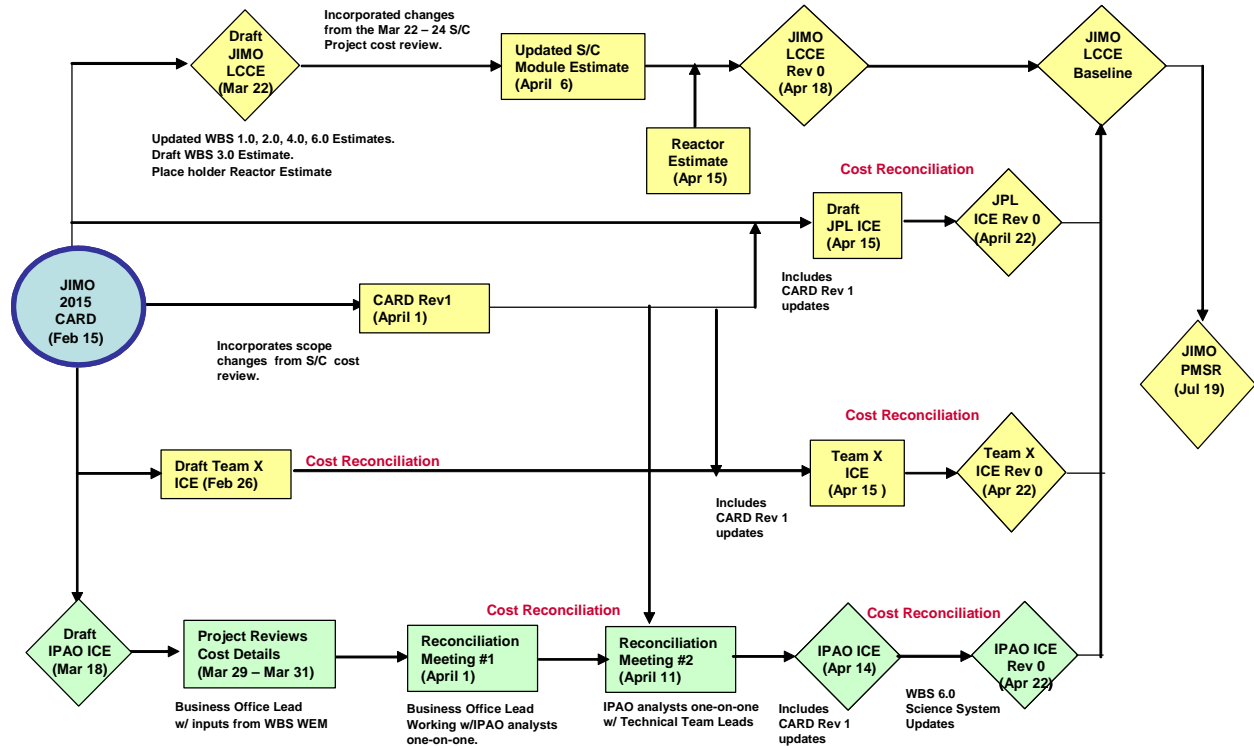 Draft
JIMO
LCCE
(Mar 22)
Incorporated changes
from the Mar 22 – 24 S/C
Project cost review.
Updated S/C
Module Estimate
(April  6)
JIMO
LCCE
Rev 0
(Apr 18)
JIMO
LCCE
Baseline
Updated WBS 1.0, 2.0, 4.0, 6.0 Estimates.
Draft WBS 3.0 Estimate.
Place holder Reactor Estimate
Reactor
Estimate
(Apr 15)
Cost Reconciliation
Draft
JPL ICE
(Apr 15)
JPL
ICE Rev 0
(April 22)
Includes
CARD Rev 1
updates
JIMO
2015
CARD
(Feb 15)
CARD Rev1
(April 1)
Incorporates scope
changes  from S/C  cost
review.
JIMO
PMSR
(Jul 19)
Cost Reconciliation
Draft Team X
ICE (Feb 26)
Cost Reconciliation
Team X
ICE
(Apr 15 )
Team X
ICE Rev 0
(Apr 22)
Includes
CARD Rev 1
updates
Cost Reconciliation
Cost Reconciliation
Draft
IPAO ICE
(Mar 18)
Project Reviews
Cost Details
(Mar 29 – Mar 31)
Reconciliation
Meeting #1
(April 1)
Reconciliation
Meeting #2
(April 11)
IPAO ICE
(Apr 14)
IPAO ICE
Rev 0
(Apr 22)
Business Office Lead
w/ inputs from WBS WEM
Business Office Lead
Working w/IPAO analysts
one-on-one.
IPAO analysts one-on-one
w/ Technical Team Leads
Includes
CARD Rev 1
updates
WBS 6.0
Science System
Updates